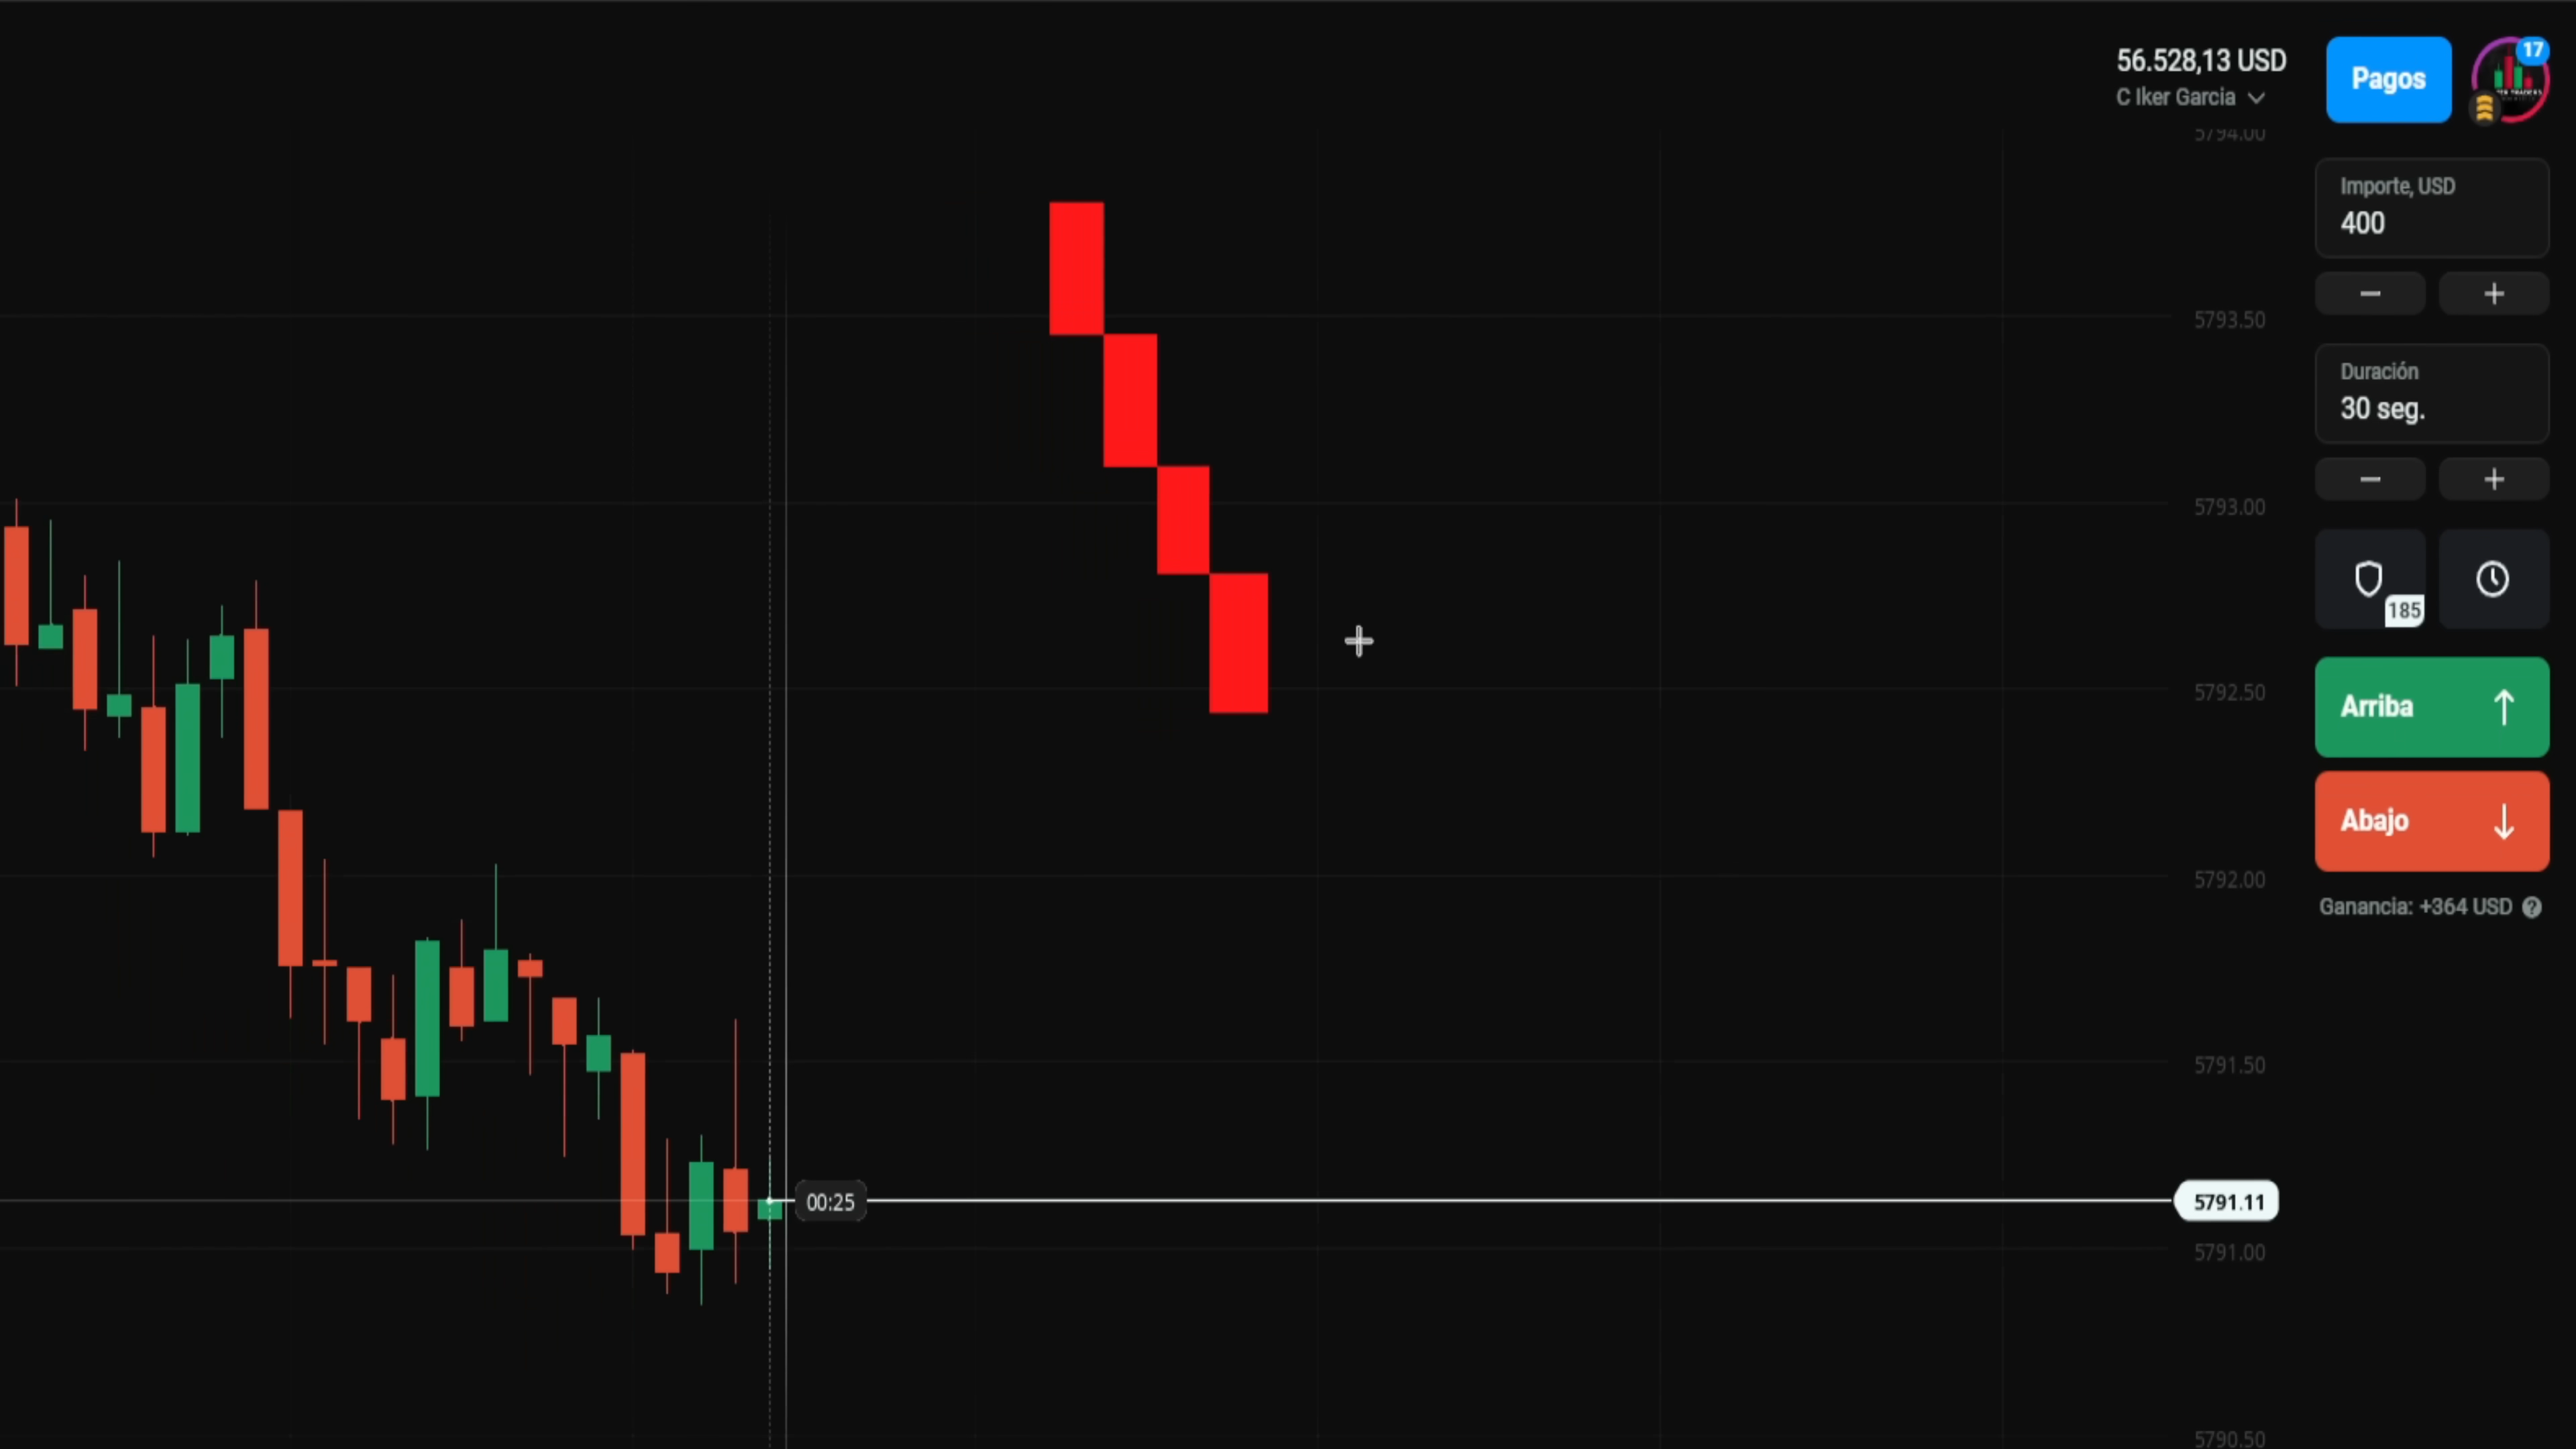 56.528,13 USD
C Iker Garcia
Pagos
17
5794.00
Importe, USD
400
5793.50
Duración
30 seg.
5793.00
185
5792.50
Arriba
Abajo
5792.00
Ganancia: +364 USD
5791.50
00:25
5791.11
5791.00
5790.50